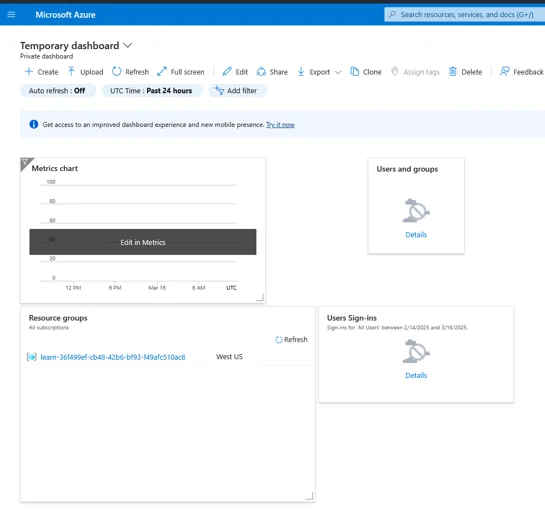 Microsoft Azure
Search resources, services, and docs (G+/)
Temporary dashboard
Private dashboard
Create Upload Refresh Full screen Edit Share Export Clone Assign tags Delete Feedback
Auto refresh : Off UTC Time : Past 24 hours Add filter
Get access to an improved dashboard experience and new mobile presence. Try it now
Metrics chart
100
80
60
40
Edit in Metrics
20
0
12 PM 6 PM Mar 16 6 AM UTC
Users and groups
Details
Resource groups
All subscriptions
Refresh
learn-36f499ef-cb48-42b6-bf93-f49afc510ac8 West US
Users Sign-ins
Sign-ins for 'All Users' between 2/14/2025 and 3/16/2025.
Details